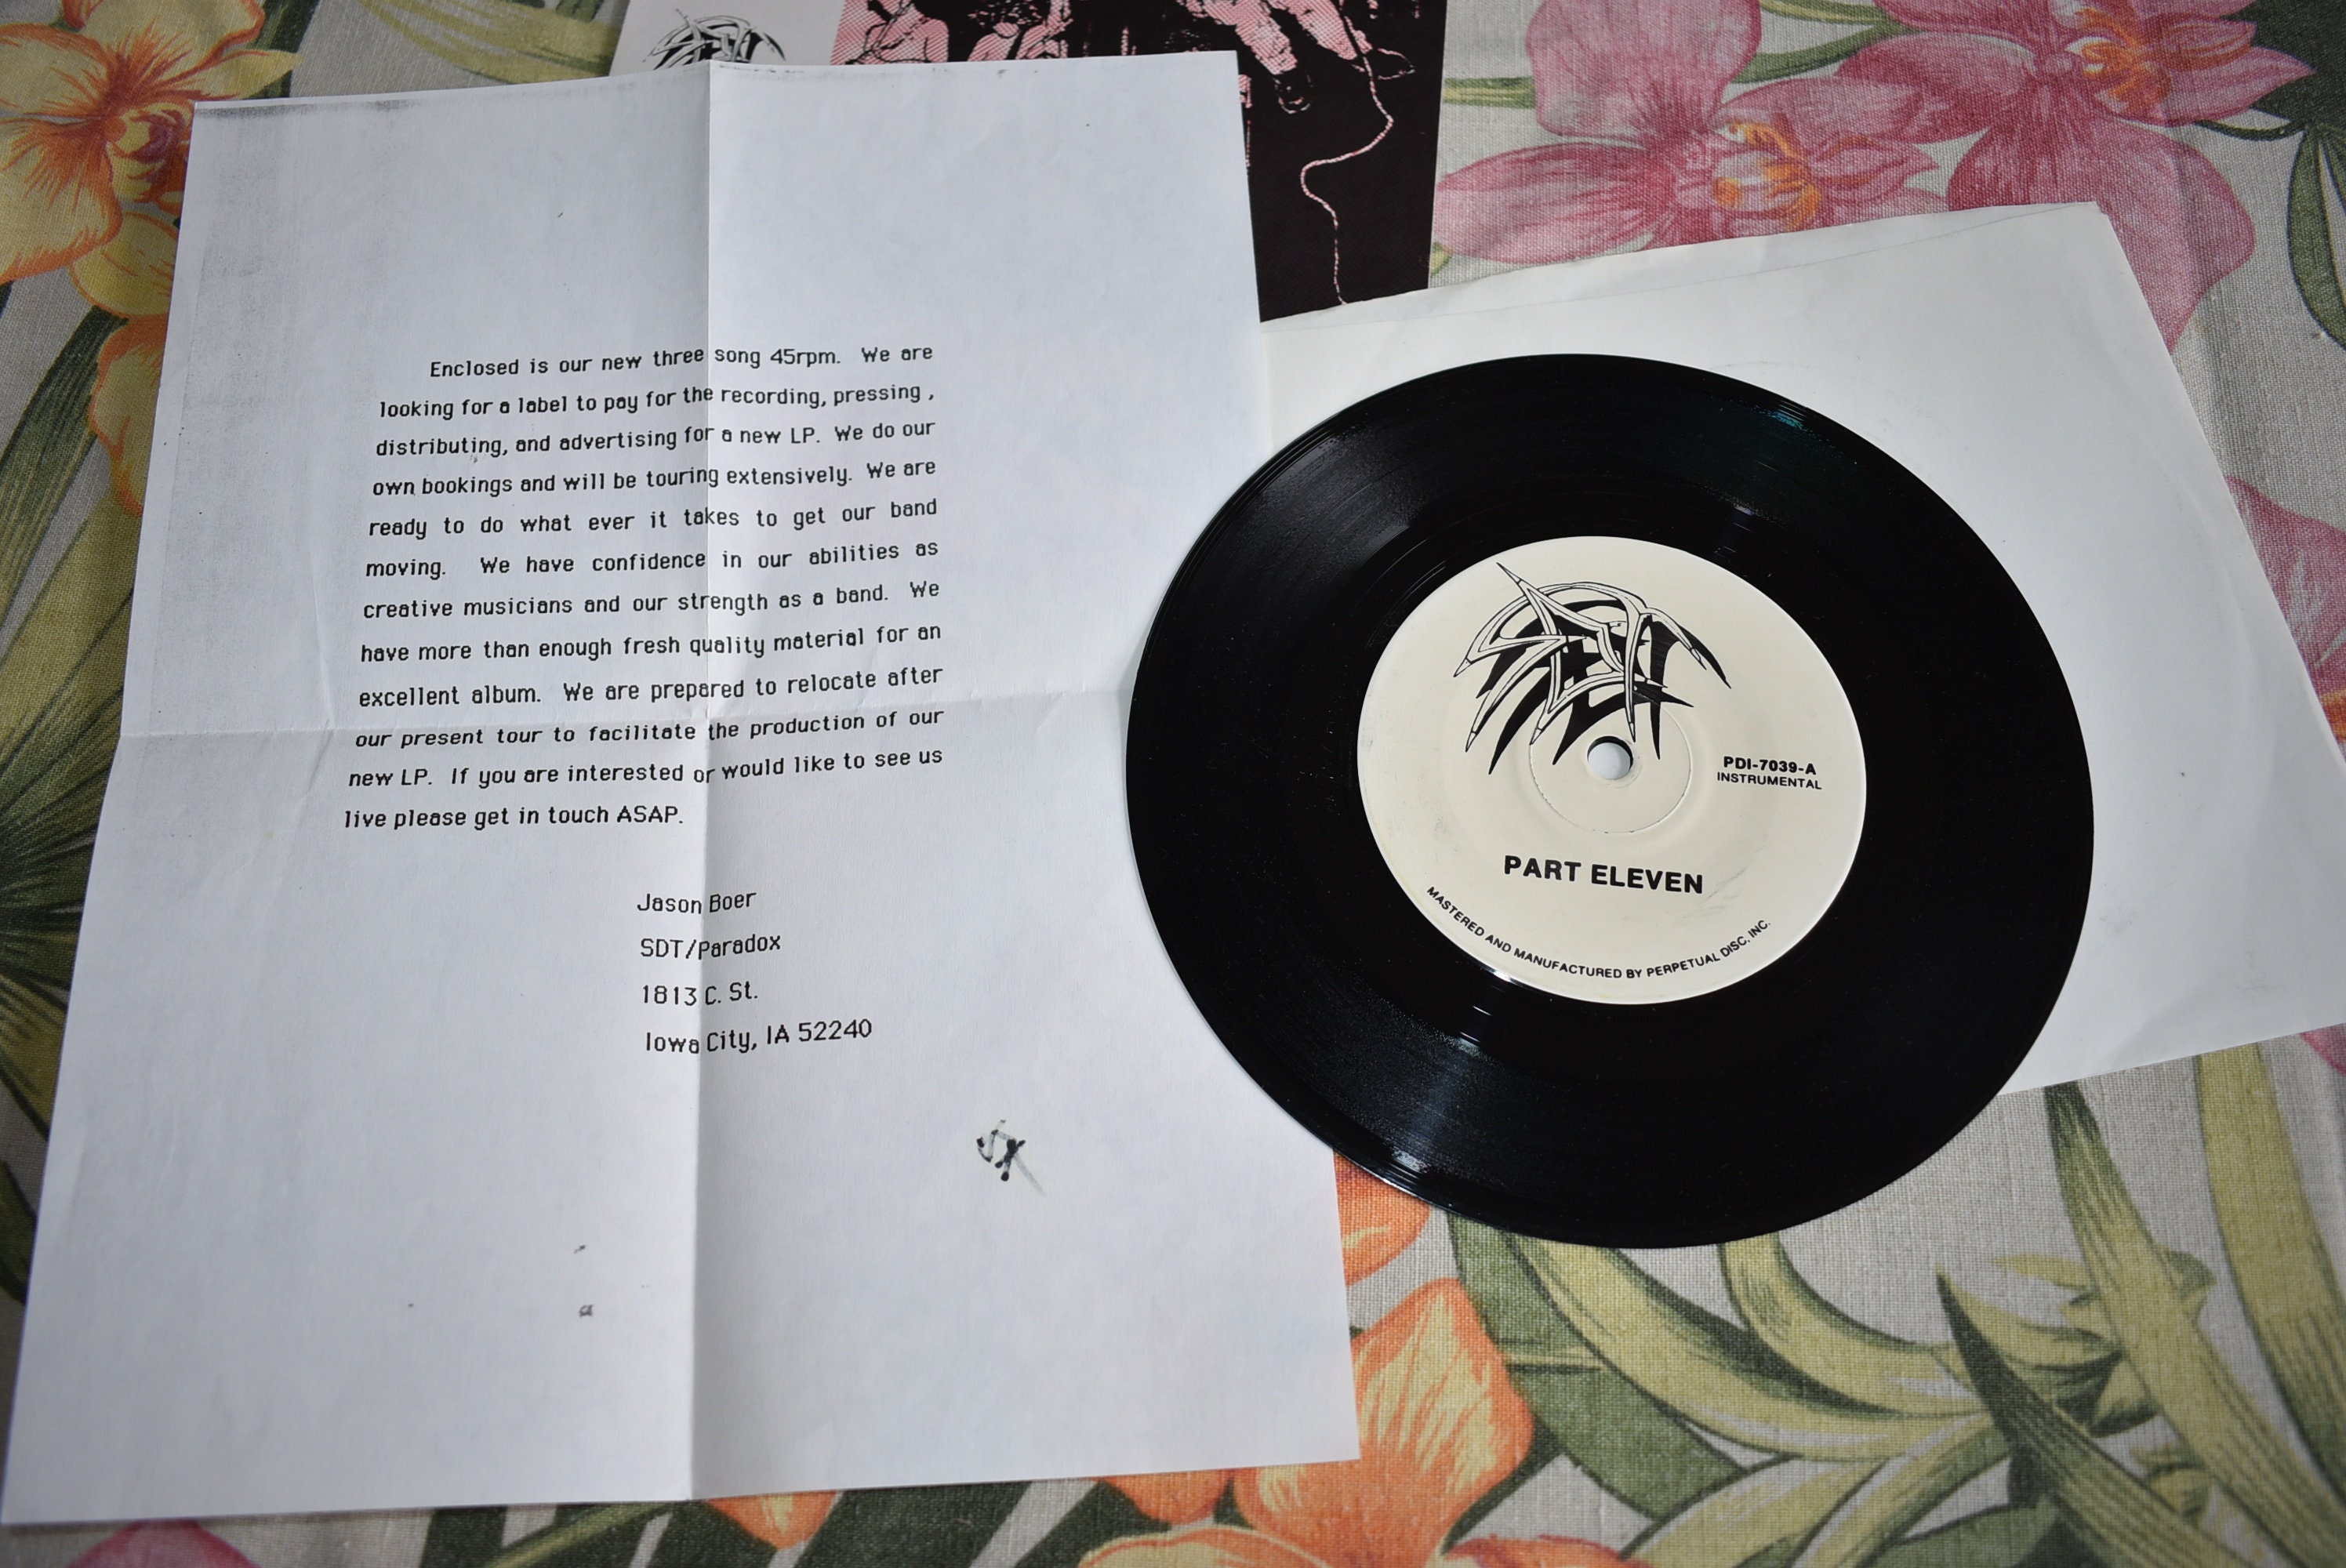 Enclosed is our new three song 45rpm. We are
looking for a label to pay for the recording, pressing ,
distributing, and advertising for a new LP. We do our
own bookings and will be touring extensively. We are
ready to do what ever it takes to get our band
moving. We have confidence in our abilities as
creative musicians and our strength as a band. We
have more than enough fresh quality material for an
excellent album. We are prepared to relocate after
our present tour to facilitate the production of our
new LP. If you are interested or would like to see us
live please get in touch ASAP.
Jason Boer
SDT/Paradox
1813 C. St.
Iowa City, IA 52240
SDT
PDI-7039-A
INSTRUMENTAL
PART ELEVEN
MASTERED AND MANUFACTURED BY PERPETUAL DISC. INC.